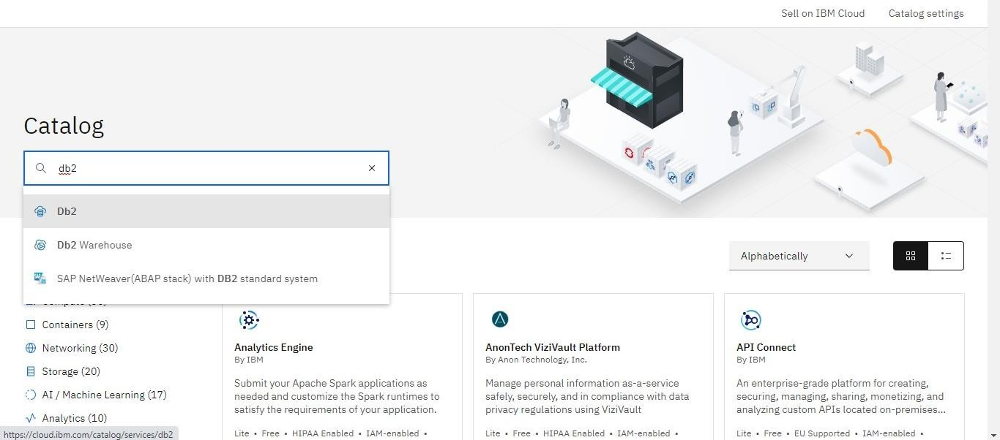 Sell on IBM Cloud Catalog settings
Catalog
db2
Db2
Db2 Warehouse
SAP NetWeaver(ABAP stack) with DB2 standard system
Alphabetically
Containers (9)
Networking (30)
Storage (20)
AI / Machine Learning (17)
Analytics (10)
Analytics Engine
By IBM
Submit your Apache Spark applications as
needed and customize the Spark runtimes to
satisfy the requirements of your application.
Lite • Free • HIPAA Enabled • IAM-enabled •
AnonTech ViziVault Platform
By Anon Technology, Inc.
Manage personal information as-a-service
safely, securely, and in compliance with data
privacy regulations using ViziVault
Lite • Free • HIPAA Enabled • IAM-enabled •
API Connect
By IBM
An enterprise-grade platform for creating,
securing, managing, sharing, monetizing, and
analyzing custom APIs located on-premises...
Lite • Free • EU Supported • IAM-enabled •
https://cloud.ibm.com/catalog/services/db2